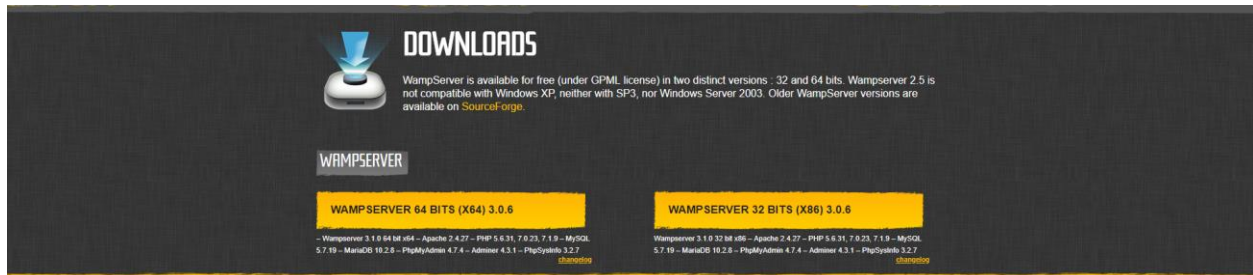 DOWNLOADS
WampServer is available for free (under GPML license) in two distinct versions : 32 and 64 bits. Wampserver 2.5 is
not compatible with Windows XP, neither with SP3, nor Windows Server 2003. Older WampServer versions are
available on SourceForge.
WAMPSERVER
WAMPSERVER 64 BITS (X64) 3.0.6
– Wampserver 3.1.0 64 bit x64 – Apache 2.4.27 – PHP 5.6.31, 7.0.23, 7.1.9 – MySQL
5.7.19 – MariaDB 10.2.8 – PhpMyAdmin 4.7.4 – Adminer 4.3.1 – PhpSysInfo 3.2.7
changelog
WAMPSERVER 32 BITS (X86) 3.0.6
Wampserver 3.1.0 32 bit x86 – Apache 2.4.27 – PHP 5.6.31, 7.0.23, 7.1.9 – MySQL
5.7.19 – MariaDB 10.2.8 – PhpMyAdmin 4.7.4 – Adminer 4.3.1 – PhpSysInfo 3.2.7
changelog